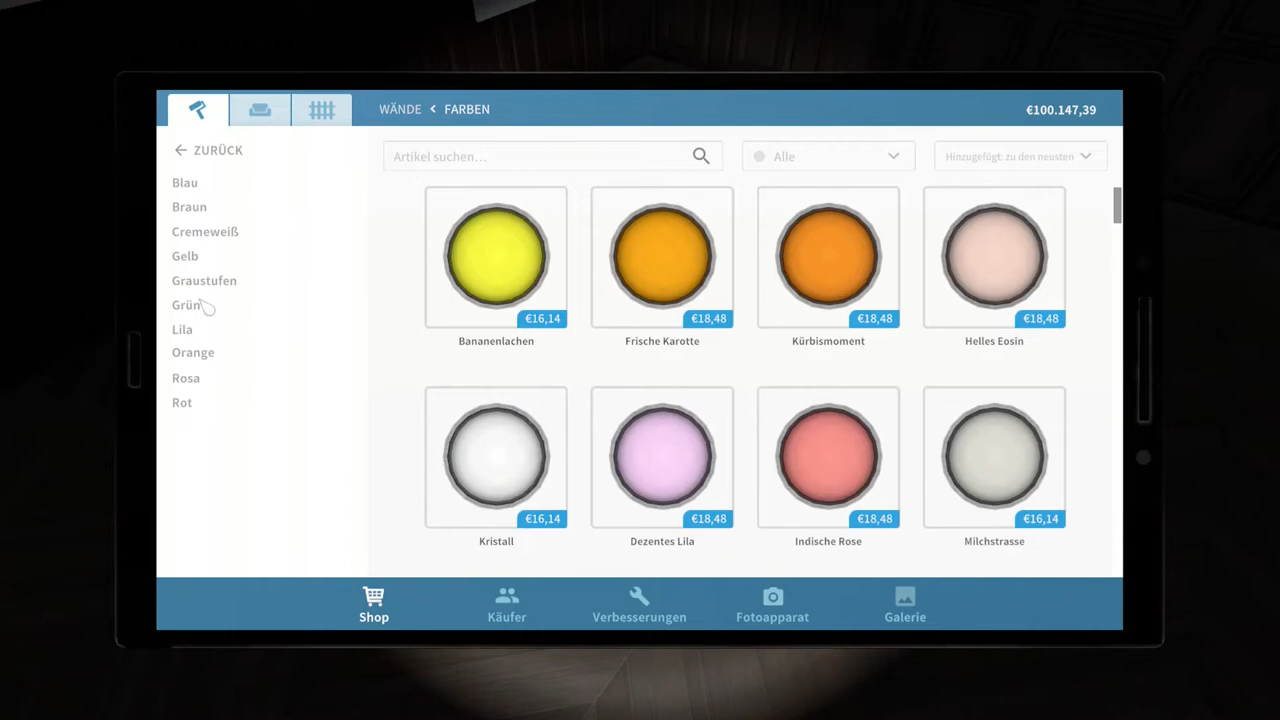 WÄNDE < FARBEN
€100.147,39
ZURÜCK
Blau
Braun
Cremeweiß
Gelb
Graustufen
Grün
Lila
Orange
Rosa
Rot
Artikel suchen...
Alle
Hinzugefügt: zu den neusten
€16,14
Bananenlachen
€18,48
Frische Karotte
€18,48
Kürbismoment
€18,48
Helles Eosin
€16,14
Kristall
€18,48
Dezentes Lila
€18,48
Indische Rose
€16,14
Milchstrasse
Shop
Käufer
Verbesserungen
Fotoapparat
Galerie